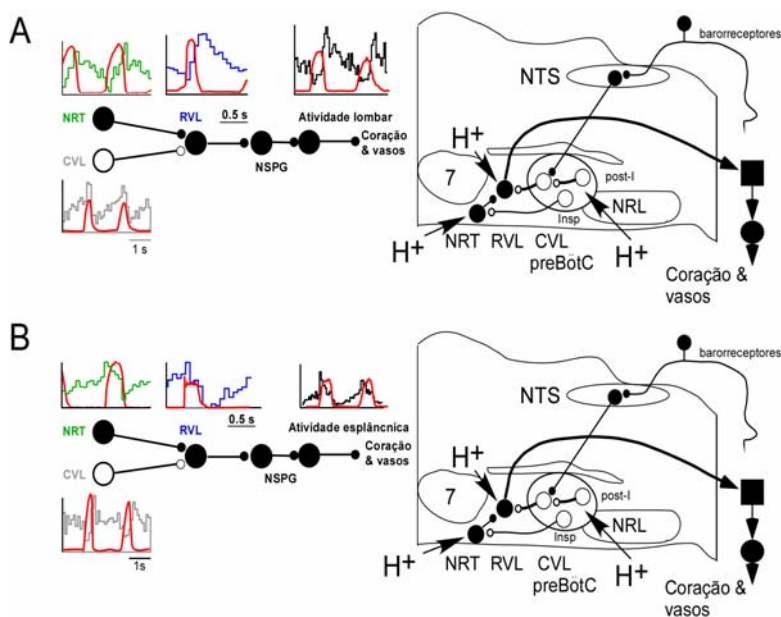 A
NRT
RVL
0.5 s
Atividade lombar
CVL
NSPG
Coração
& vasos
1 s
barorreceptores
NTS
H+
7
post-I
NRL
Insp
H+
NRT
RVL
CVL
H+
preBötC
Coração &
vasos
B
NRT
RVL
0.5 s
Atividade esplâncnica
CVL
NSPG
Coração
& vasos
1s
barorreceptores
NTS
H+
7
post-I
NRL
Insp
H+
NRT
RVL
CVL
H+
preBötC
Coração &
vasos